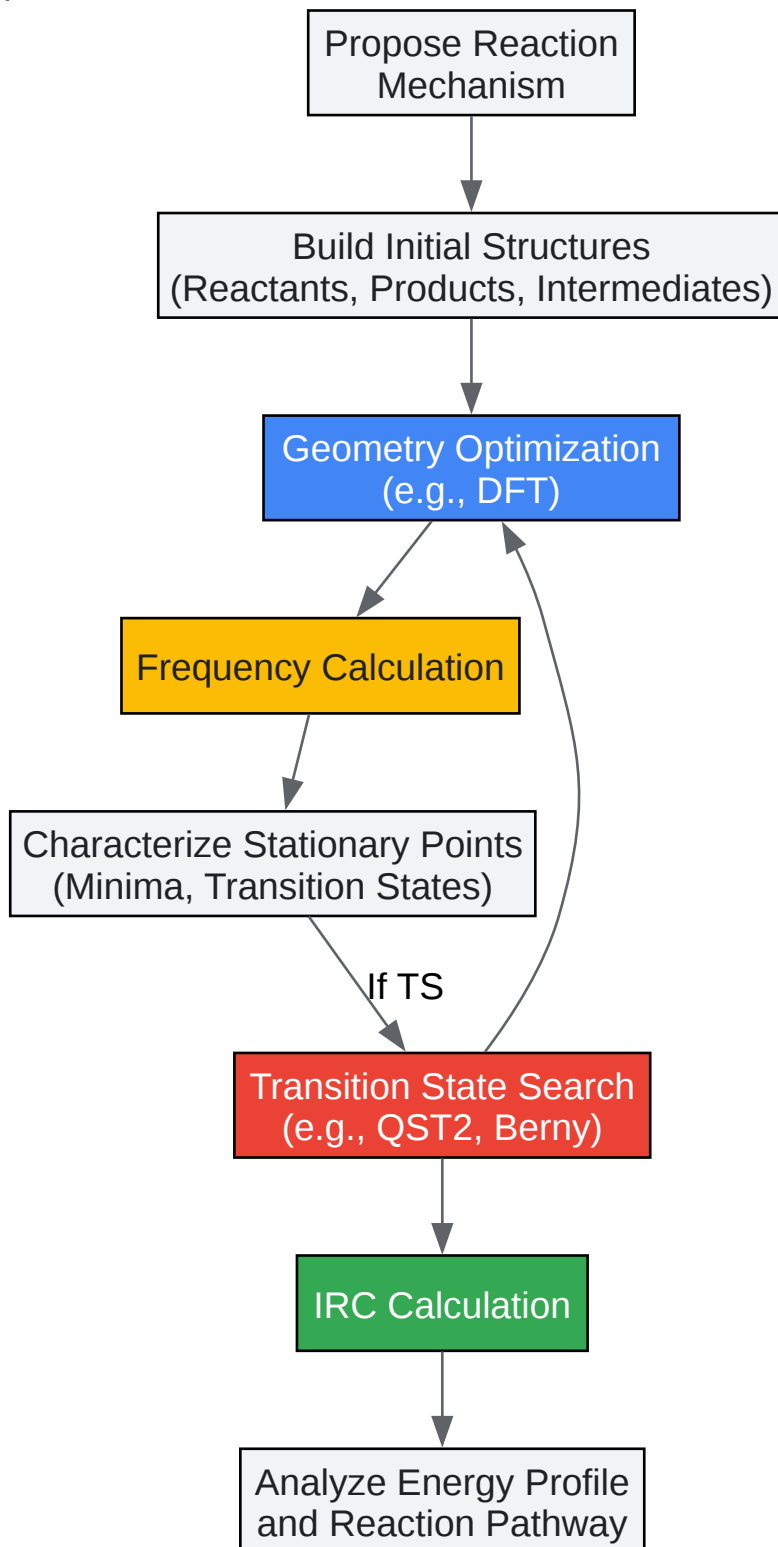 Propose Reaction
Mechanism
Build Initial Structures
(Reactants, Products, Intermediates)
Geometry Optimization
(e.g., DFT)
Frequency Calculation
Characterize Stationary Points
(Minima, Transition States)
If TS
Transition State Search
(e.g., QST2, Berny)
IRC Calculation
Analyze Energy Profile
and Reaction Pathway